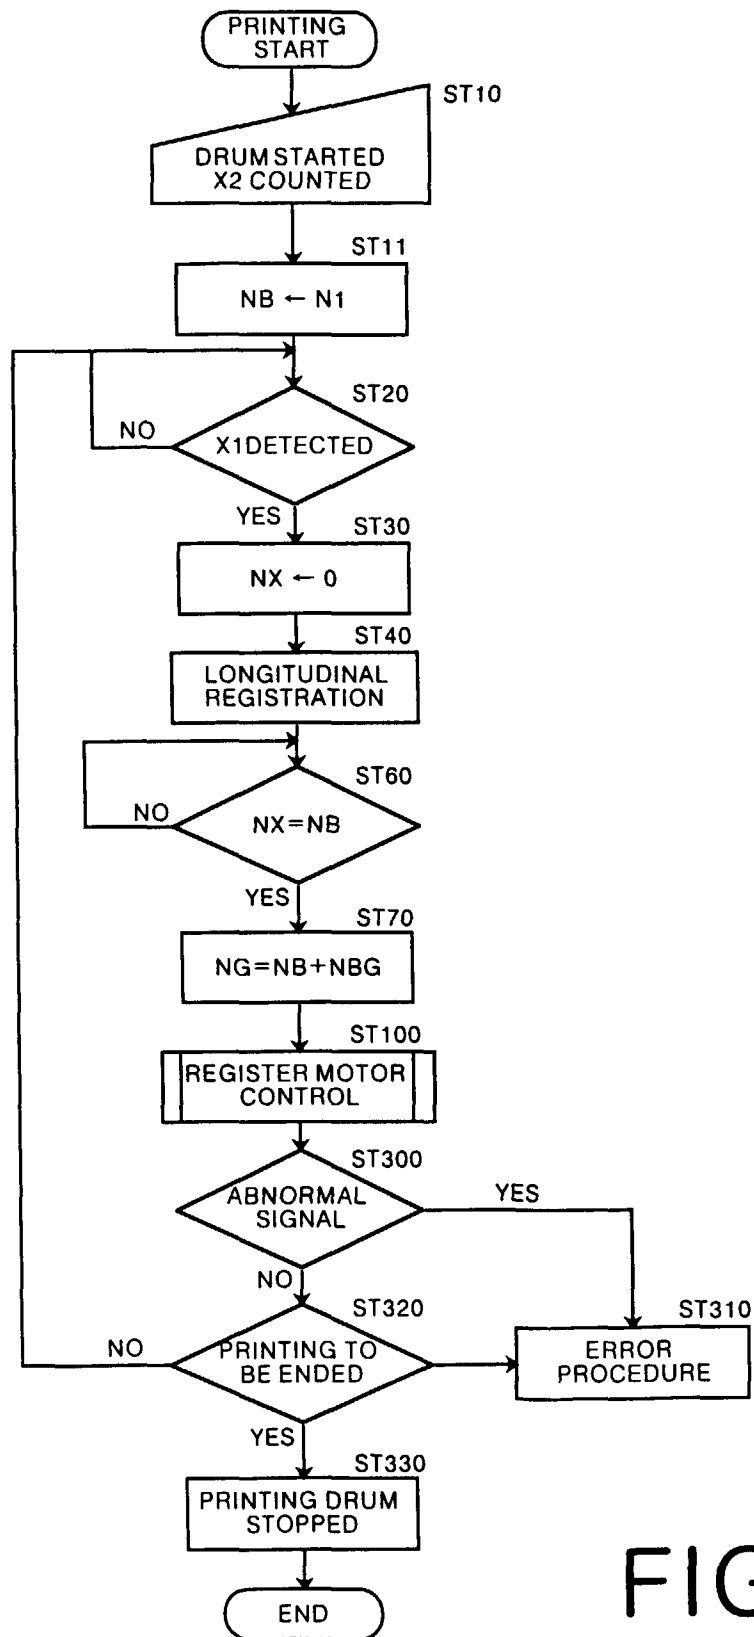 PRINTING
START
ST10
DRUM STARTED
X2 COUNTED
ST11
NB ← N1
ST20
NO
X1 DETECTED
YES
ST30
NX ← 0
ST40
LONGITUDINAL
REGISTRATION
ST60
NO
NX=NB
YES
ST70
NG=NB+NBG
ST100
REGISTER MOTOR
CONTROL
ST300
ABNORMAL
SIGNAL
YES
NO
ST320
ST310
NO
PRINTING TO
BE ENDED
ERROR
PROCEDURE
YES
ST330
PRINTING DRUM
STOPPED
FIG
END